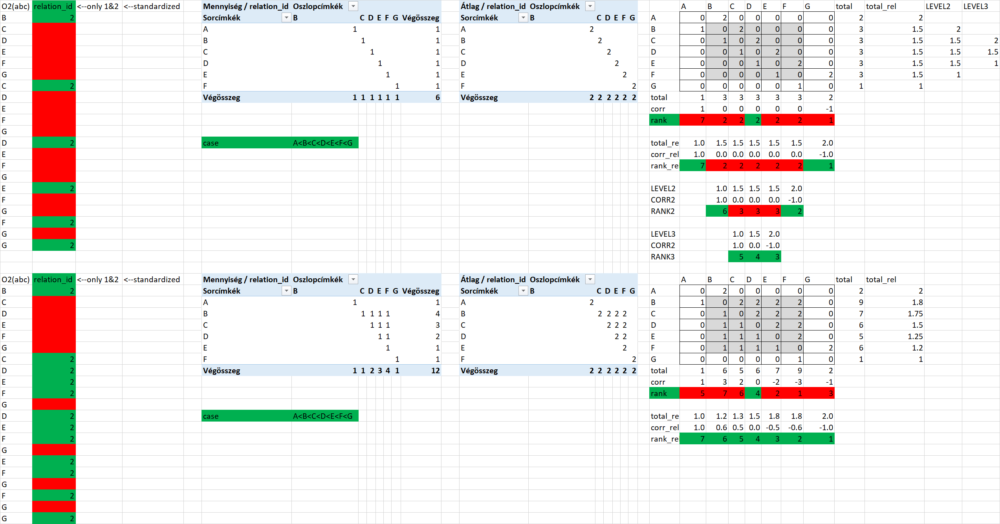 O2(abc) relation_id <--only 1&2 <--standardized Mennyiség / relation_id Oszlopcímkék Átlag / relation_id Oszlopcímkék A B C D E F G total total_rel LEVEL2 LEVEL3
B 2 Sorcímkék B C D E F G Végösszeg Sorcímkék B C D E F G A 0 2 0 0 0 0 0 2 2
C A 1 1 A 2 B 1 0 2 0 0 0 0 3 1.5 2
D B 1 1 B 2 C 0 1 0 2 0 0 0 3 1.5 1.5 2
E C 1 1 C 2 D 0 0 1 0 2 0 0 3 1.5 1.5 1.5
F D 1 1 D 2 E 0 0 0 1 0 2 0 3 1.5 1.5 1
G E 1 1 E 2 F 0 0 0 0 1 0 2 3 1.5 1
C 2 F 1 1 F 2 G 0 0 0 0 0 1 0 1 1
D Végösszeg 1 1 1 1 1 1 6 Végösszeg 2 2 2 2 2 2 total 1 3 3 3 3 3 2
E corr 1 0 0 0 0 0 -1
F rank 7 2 2 2 2 2 1
G
D 2 case A<B<C<D<E<F<G total_re 1.0 1.5 1.5 1.5 1.5 1.5 2.0
E corr_rel 1.0 0.0 0.0 0.0 0.0 0.0 -1.0
F rank_re 7 2 2 2 2 2 1
G
E 2 LEVEL2 1.0 1.5 1.5 1.5 2.0
F CORR2 1.0 0.0 0.0 0.0 -1.0
G RANK2 6 3 3 3 2
F 2
G LEVEL3 1.0 1.5 2.0
G 2 CORR2 1.0 0.0 -1.0
RANK3 5 4 3
O2(abc) relation_id <--only 1&2 <--standardized Mennyiség / relation_id Oszlopcímkék Átlag / relation_id Oszlopcímkék A B C D E F G total total_rel
B 2 Sorcímkék B C D E F G Végösszeg Sorcímkék B C D E F G A 0 2 0 0 0 0 0 2 2
C A 1 1 A 2 B 1 0 2 2 2 2 0 9 1.8
D B 1 1 1 1 4 B 2 2 2 2 C 0 1 0 2 2 2 0 7 1.75
E C 1 1 1 3 C 2 2 2 D 0 1 1 0 2 2 0 6 1.5
F D 1 1 2 D 2 2 E 0 1 1 1 0 2 0 5 1.25
G E 1 1 E 2 F 0 1 1 1 1 0 2 6 1.2
C 2 F 1 1 F 2 G 0 0 0 0 0 1 0 1 1
D 2 Végösszeg 1 1 2 3 4 1 12 Végösszeg 2 2 2 2 2 2 total 1 6 5 6 7 9 2
E 2 corr 1 3 2 0 -2 -3 -1
F 2 rank 5 7 6 4 2 1 3
G
D 2 case A<B<C<D<E<F<G total_re 1.0 1.2 1.3 1.5 1.8 1.8 2.0
E 2 corr_rel 1.0 0.6 0.5 0.0 -0.5 -0.6 -1.0
F 2 rank_re 7 6 5 4 3 2 1
G
E 2
F 2
G
F 2
G
G 2